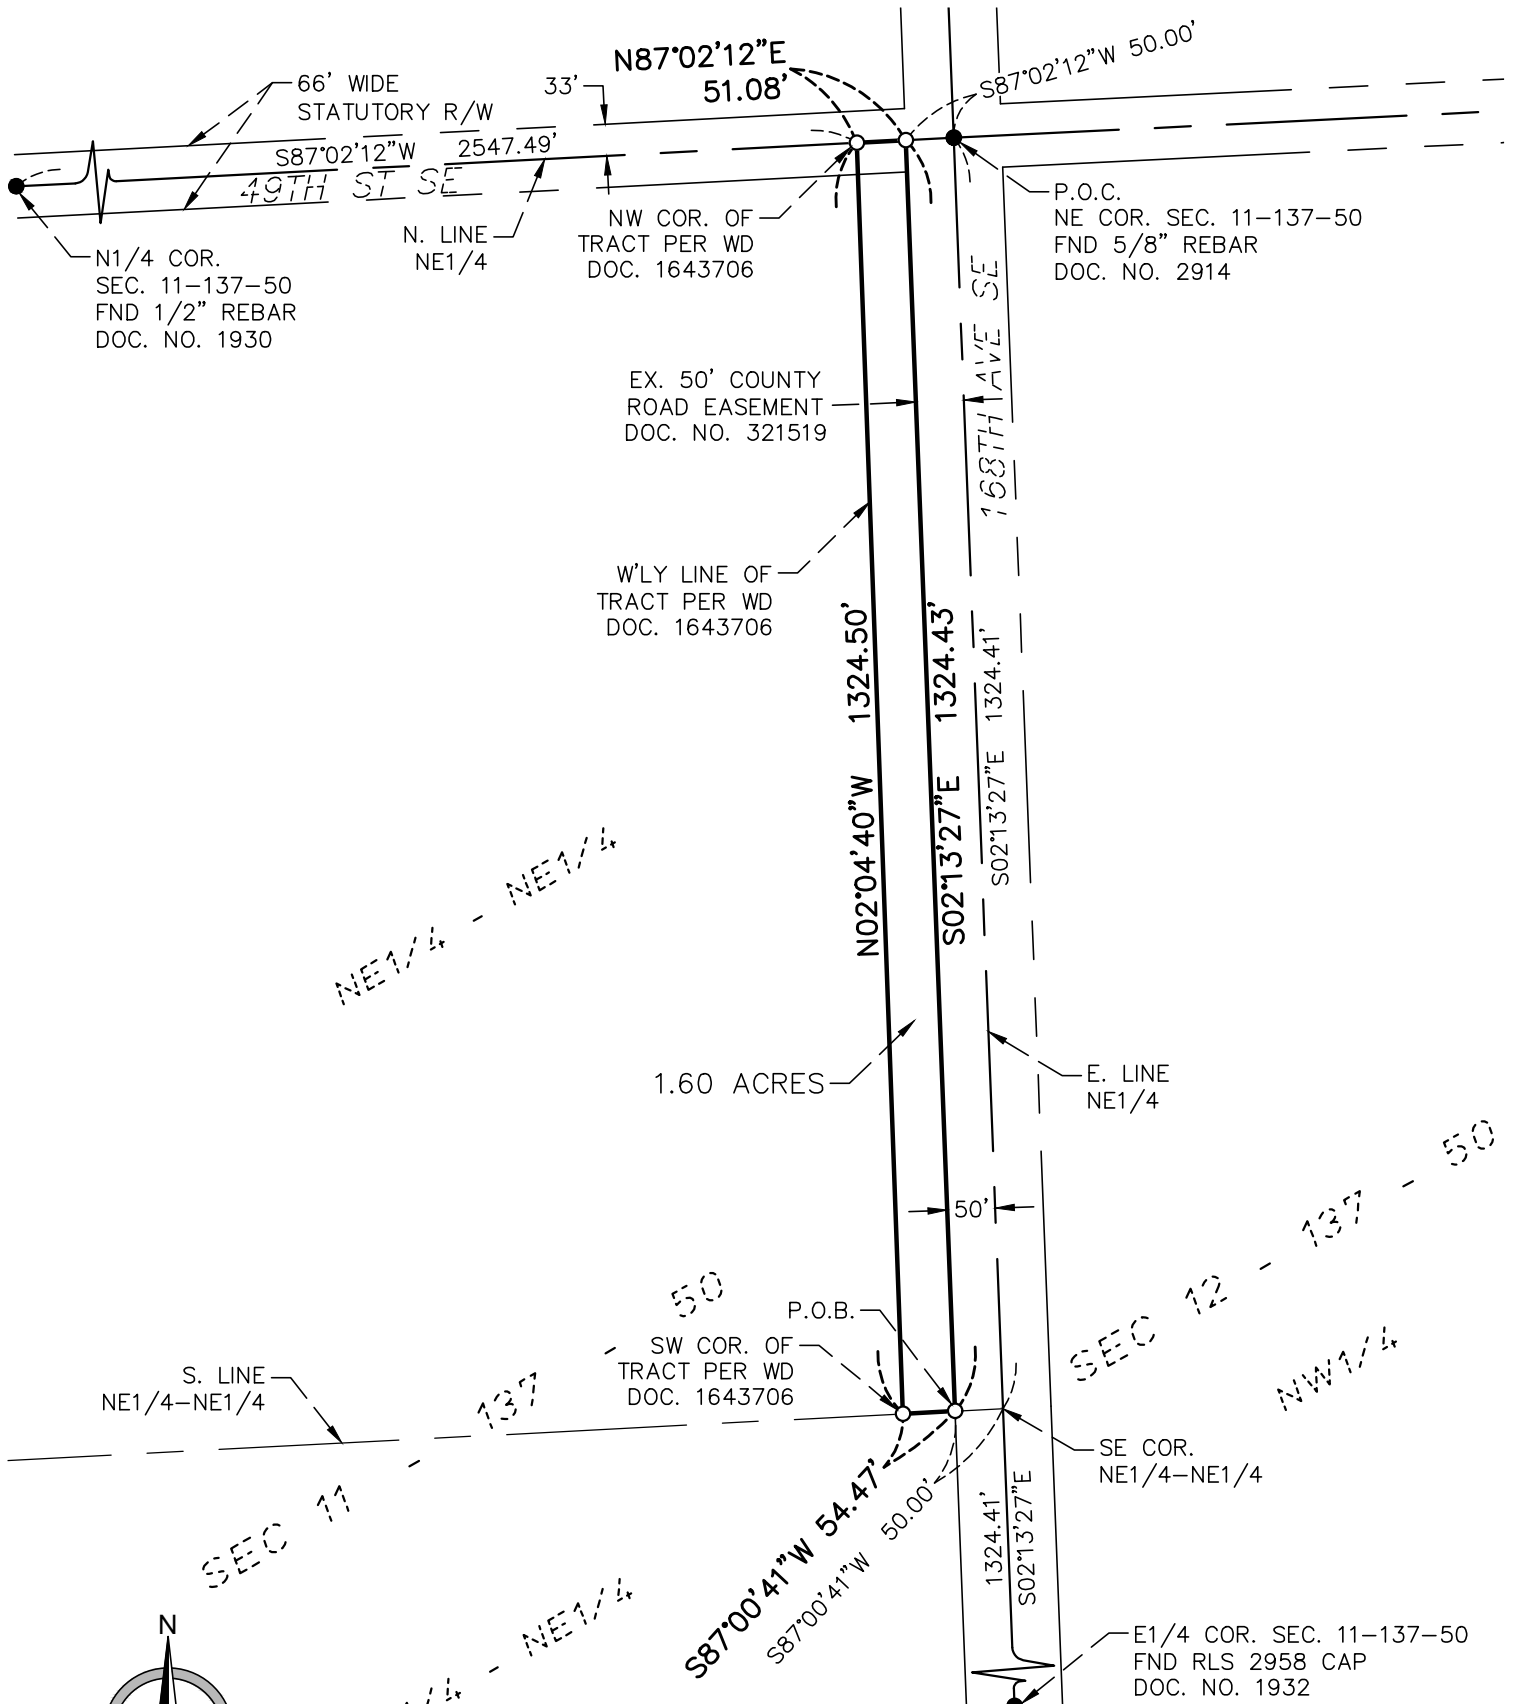 N87°02'12"E
51.08'
S87°02'12"W 50.00'
66' WIDE
STATUTORY R/W
33'
S87°02'12"W 2547.49'
49TH ST SE
N. LINE
NE1/4
NW COR. OF
TRACT PER WD
DOC. 1643706
P.O.C.
NE COR. SEC. 11-137-50
FND 5/8" REBAR
DOC. NO. 2914
N1/4 COR.
SEC. 11-137-50
FND 1/2" REBAR
DOC. NO. 1930
168TH AVE SE
EX. 50' COUNTY
ROAD EASEMENT
DOC. NO. 321519
W'LY LINE OF
TRACT PER WD
DOC. 1643706
N02°04'40"W 1324.50'
S02°13'27"E 1324.43'
S02°13'27"E 1324.41'
NE1/4 - NE1/4
1.60 ACRES
E. LINE
NE1/4
50'
SEC 12 - 137 - 50
NW1/4
P.O.B.
SW COR. OF
TRACT PER WD
DOC. 1643706
S. LINE
NE1/4-NE1/4
SEC 11 - 137 - 50
SE COR.
NE1/4-NE1/4
S87°00'41"W 54.47'
S87°00'41"W 50.00'
1324.41'
S02°13'27"E
1/4 - NE1/4
N
E1/4 COR. SEC. 11-137-50
FND RLS 2958 CAP
DOC. NO. 1932